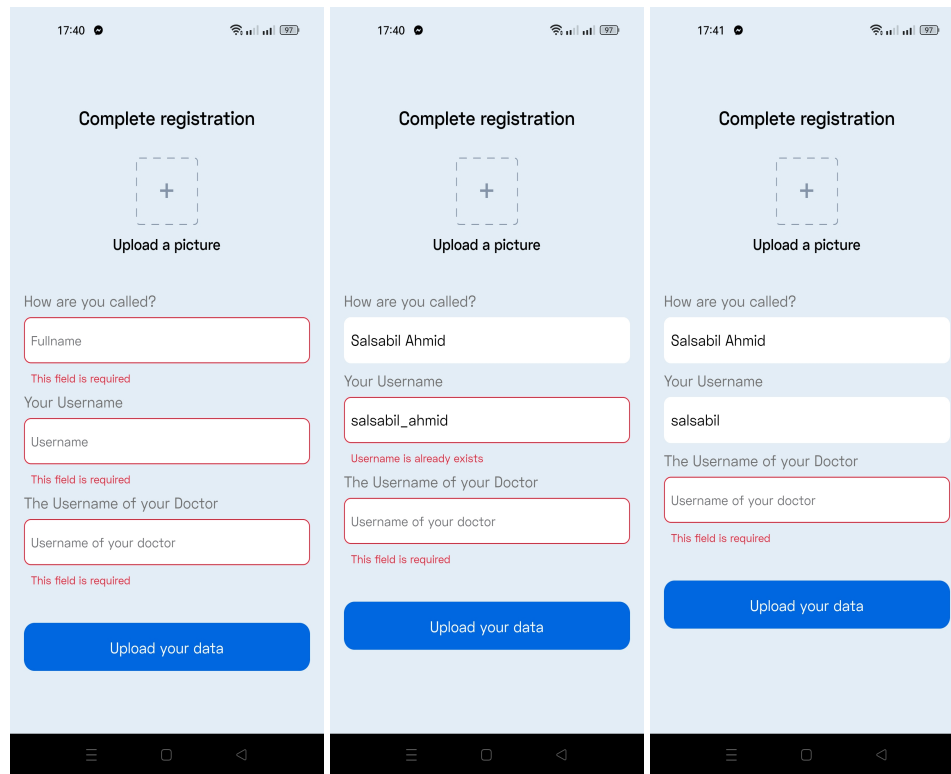 17:40
97
Complete registration
+
Upload a picture
How are you called?
Fullname
This field is required
Your Username
Username
This field is required
The Username of your Doctor
Username of your doctor
This field is required
Upload your data
17:40
97
Complete registration
+
Upload a picture
How are you called?
Salsabil Ahmid
Your Username
salsabil_ahmid
Username is already exists
The Username of your Doctor
Username of your doctor
This field is required
Upload your data
17:41
97
Complete registration
+
Upload a picture
How are you called?
Salsabil Ahmid
Your Username
salsabil
The Username of your Doctor
Username of your doctor
This field is required
Upload your data